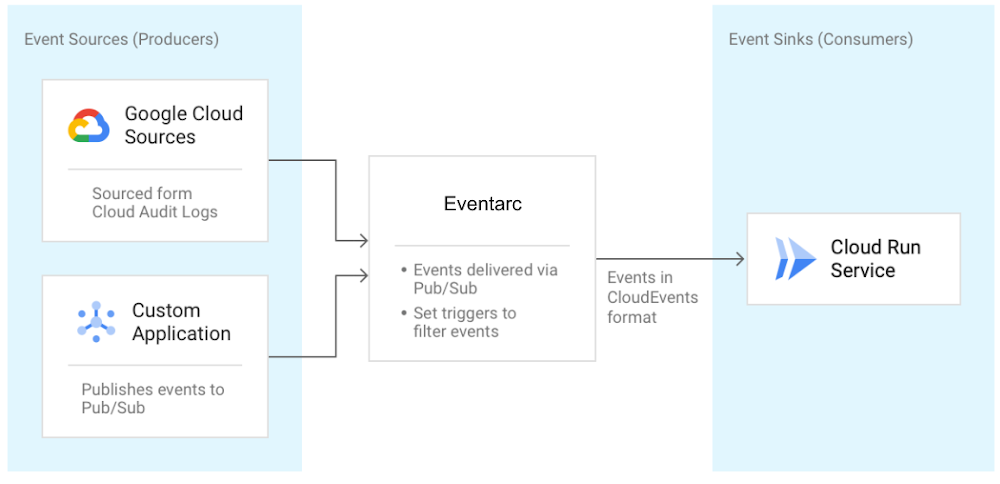 Event Sources (Producers)
Google Cloud
Sources
Sourced form
Cloud Audit Logs
Custom
Application
Publishes events to
Pub/Sub
Eventarc
• Events delivered via
Pub/Sub
• Set triggers to
filter events
Events in
CloudEvents
format
Event Sinks (Consumers)
Cloud Run
Service